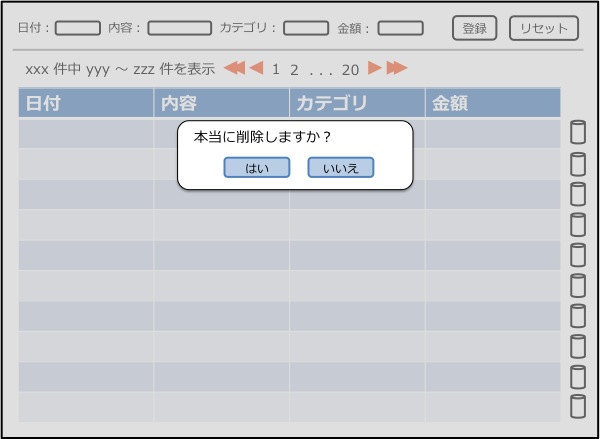 日付： 内容： カテゴリ： 金額： 登録 リセット
xxx 件中 yyy ～ zzz 件を表示 1 2 ... 20
日付 内容 カテゴリ 金額
本当に削除しますか？
はい いいえ